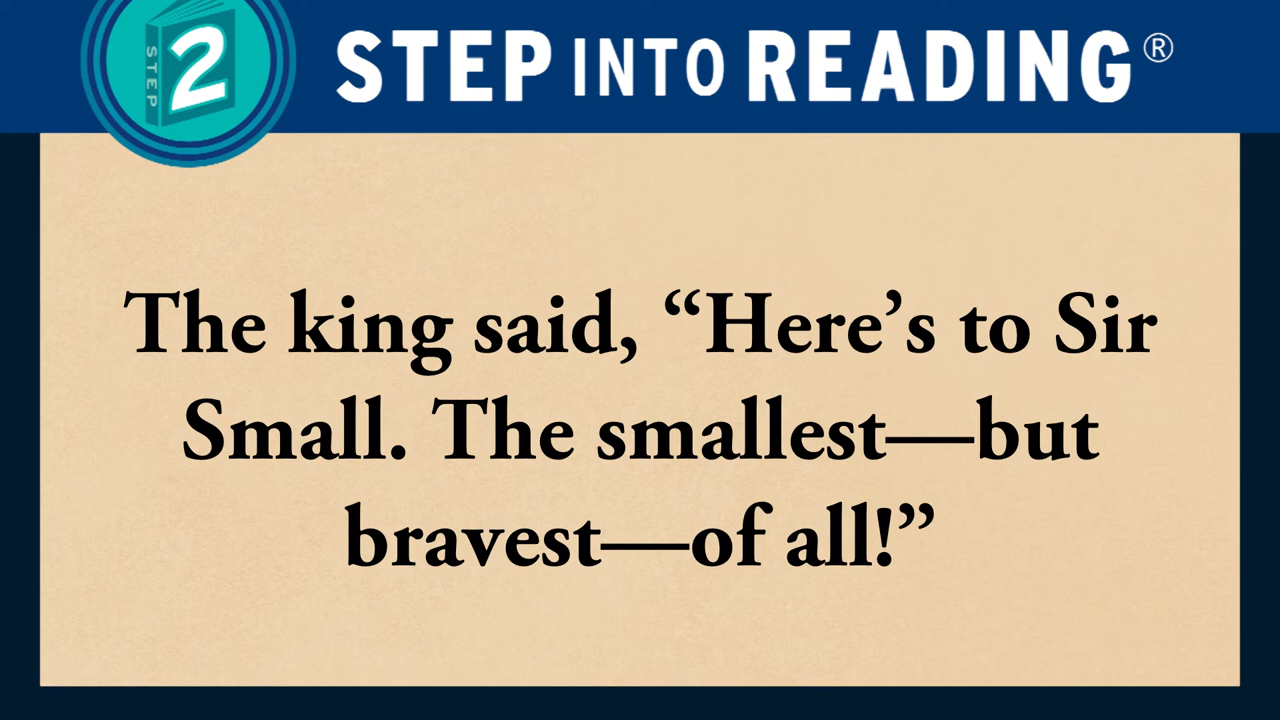 STEP 2
STEP INTO READING®
The king said, “Here’s to Sir
Small. The smallest—but
bravest—of all!”